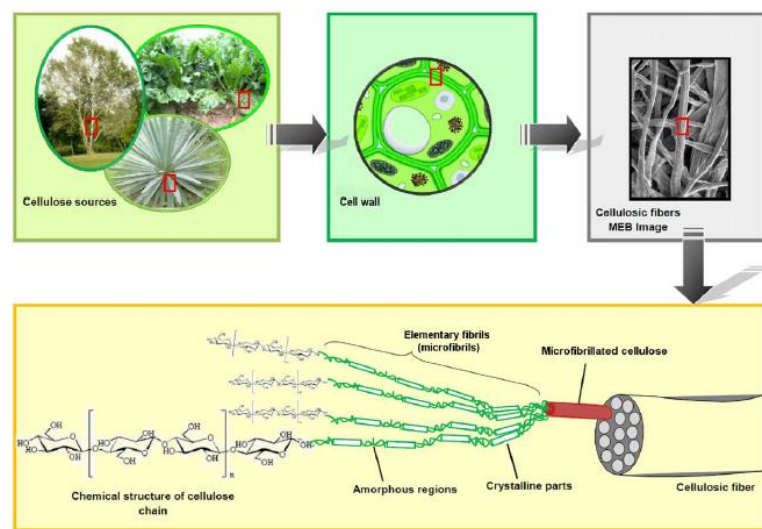 Cellulose sources
Cell wall
Cellulosic fibers
MEB Image
Elementary fibrils
(microfibrils)
Microfibrillated cellulose
Amorphous regions
Crystalline parts
Cellulosic fiber
Chemical structure of cellulose
chain